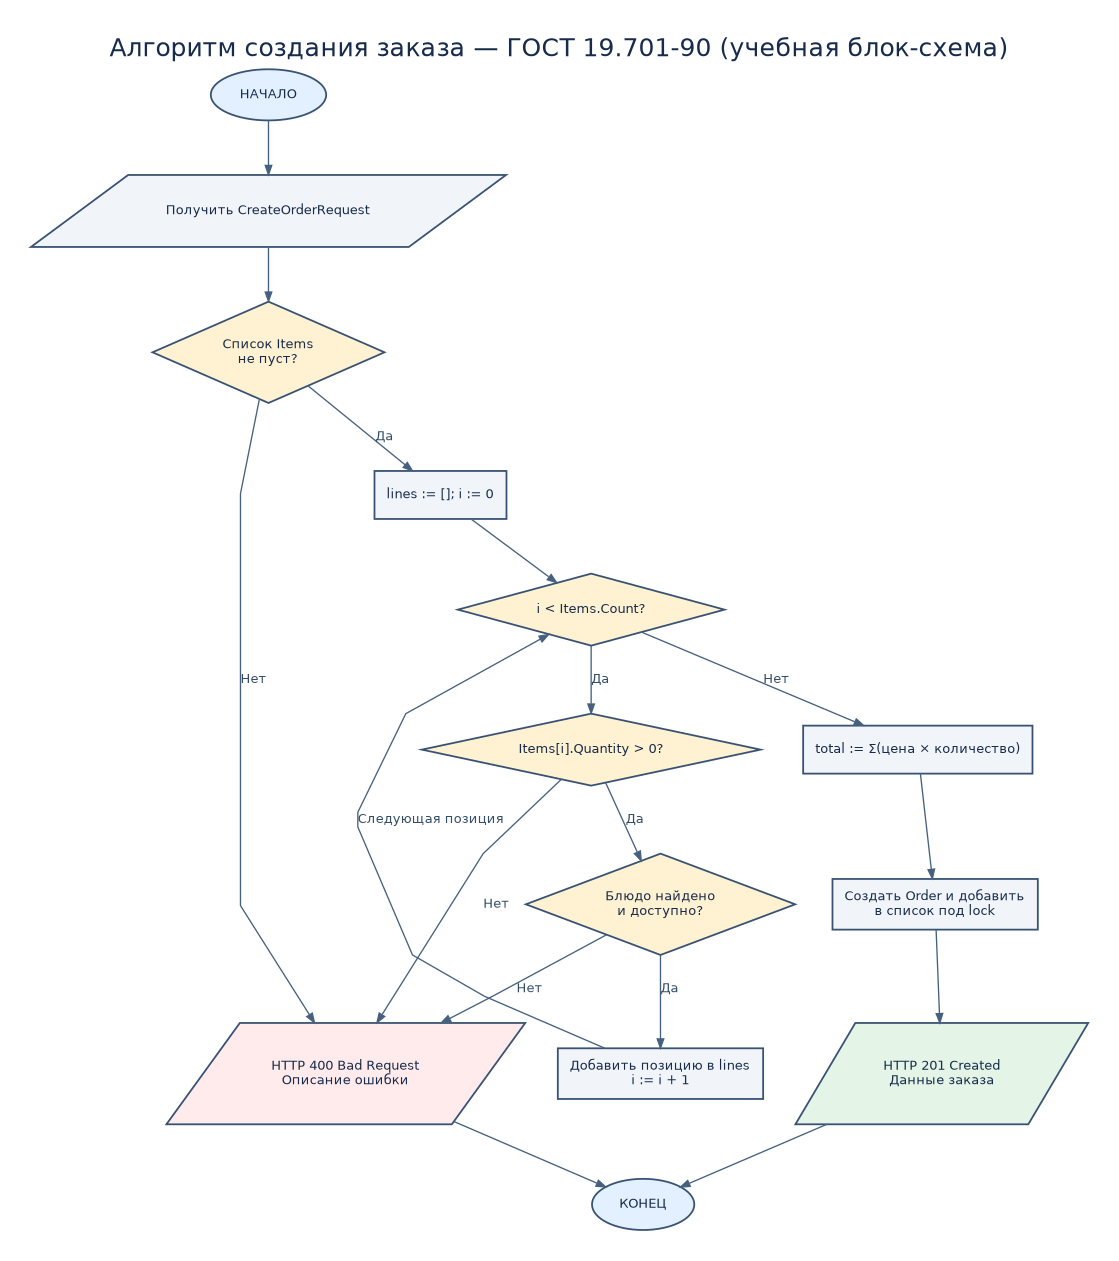 Алгоритм создания заказа — ГОСТ 19.701-90 (учебная блок-схема)
НАЧАЛО
Получить CreateOrderRequest
Список Items
не пуст?
Да
lines := []; i := 0
i < Items.Count?
Нет
Да
Нет
Items[i].Quantity > 0?
total := Σ(цена × количество)
Следующая позиция
Да
Блюдо найдено
и доступно?
Создать Order и добавить
в список под lock
Нет
Нет
Да
HTTP 400 Bad Request
Описание ошибки
Добавить позицию в lines
i := i + 1
HTTP 201 Created
Данные заказа
КОНЕЦ